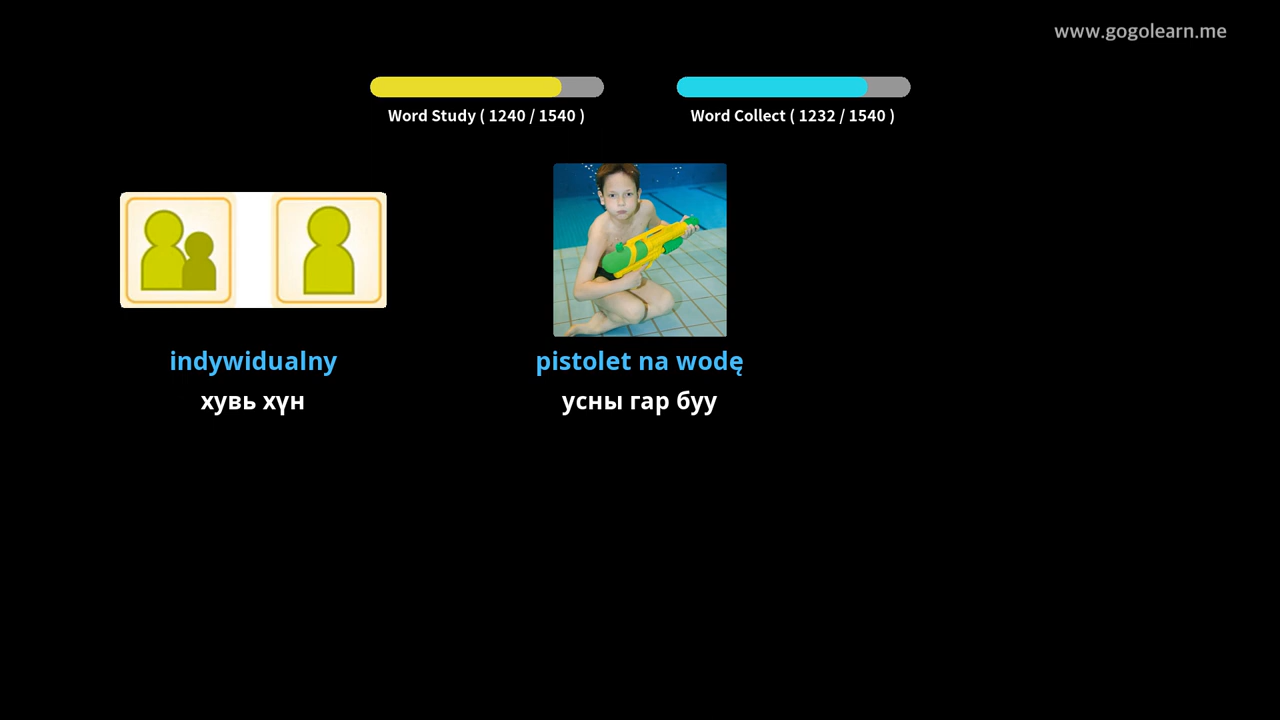 www.gogolearn.me
Word Study ( 1240 / 1540 )
Word Collect ( 1232 / 1540 )
indywidualny
хувь хүн
pistolet na wodę
усны гар буу